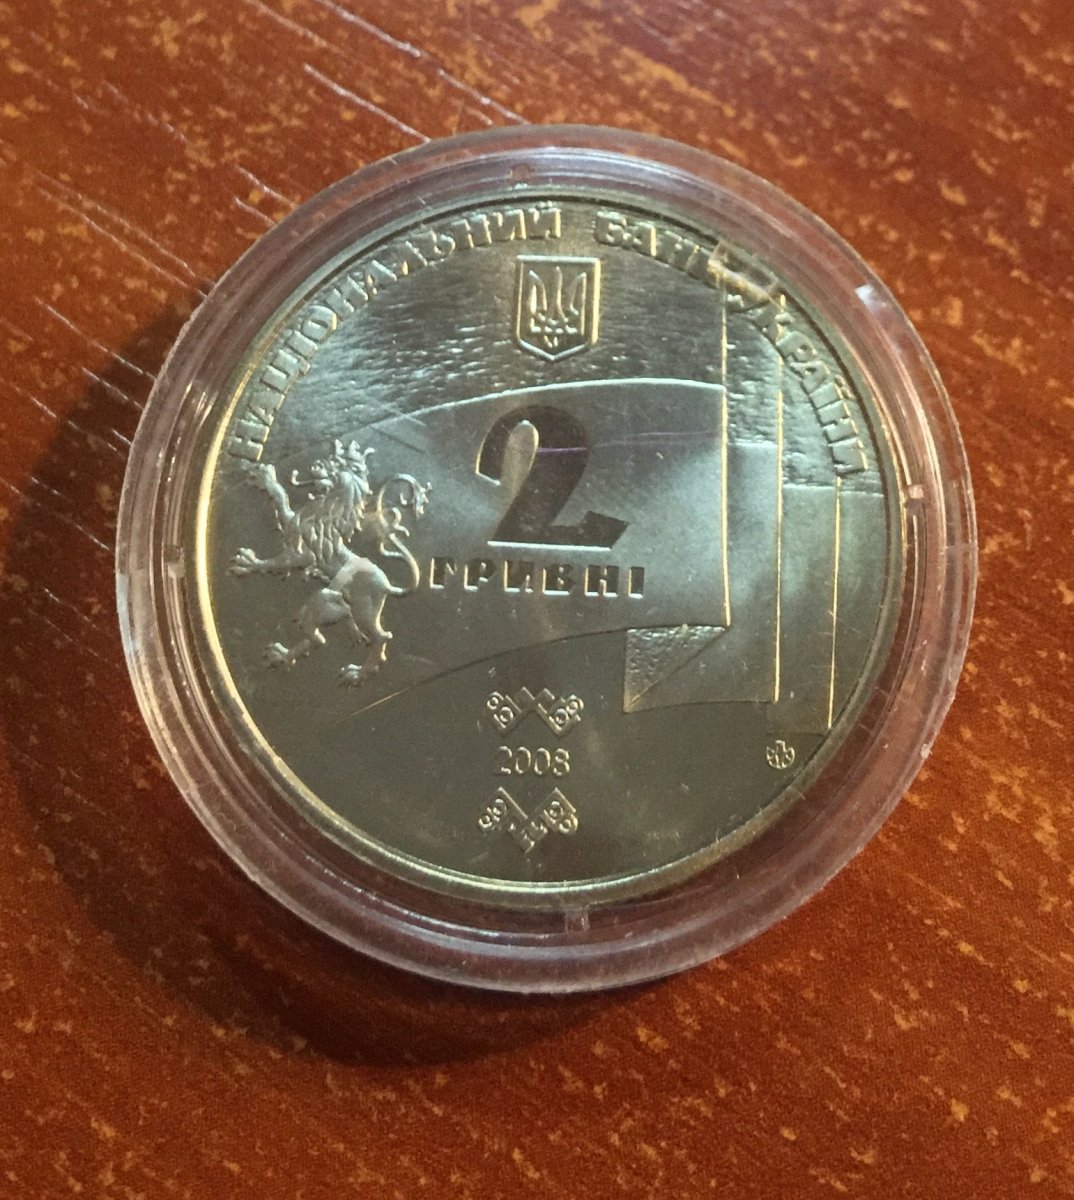 НАЦІОНАЛЬНИЙ БАНК УКРАЇНИ
2
ГРИВНІ
2008